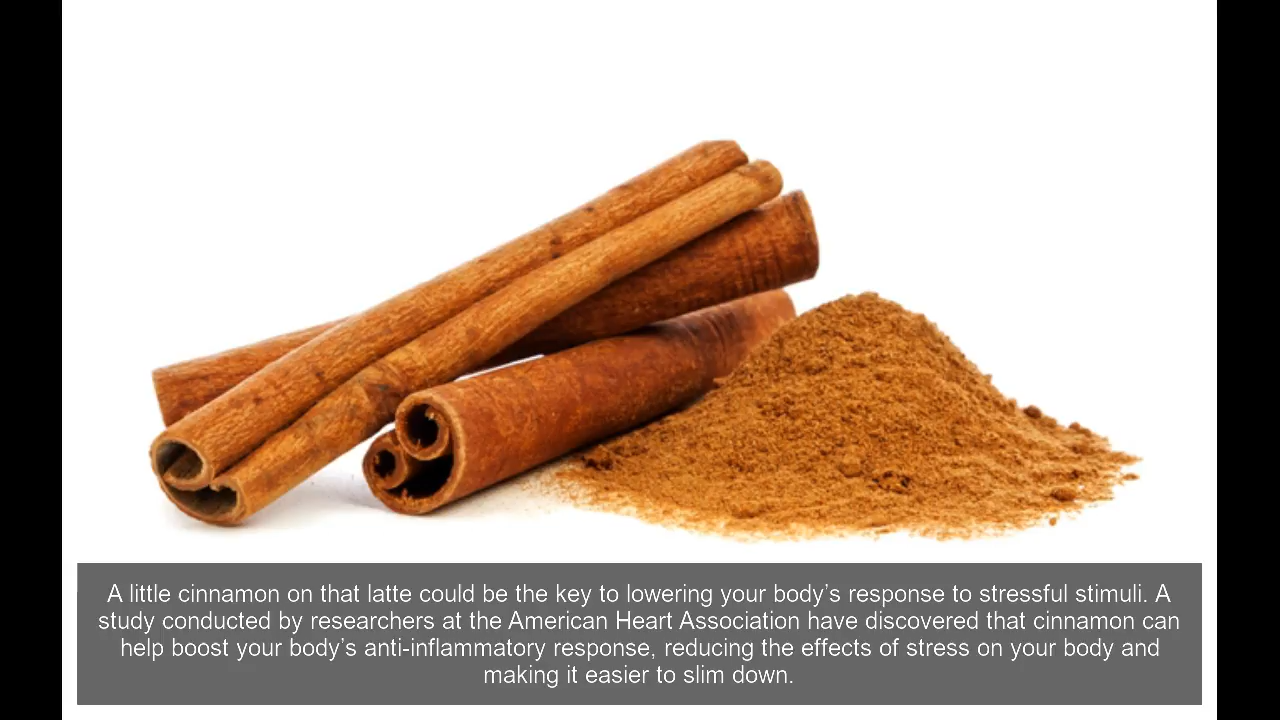 A little cinnamon on that latte could be the key to lowering your body’s response to stressful stimuli. A
study conducted by researchers at the American Heart Association have discovered that cinnamon can
help boost your body’s anti-inflammatory response, reducing the effects of stress on your body and
making it easier to slim down.